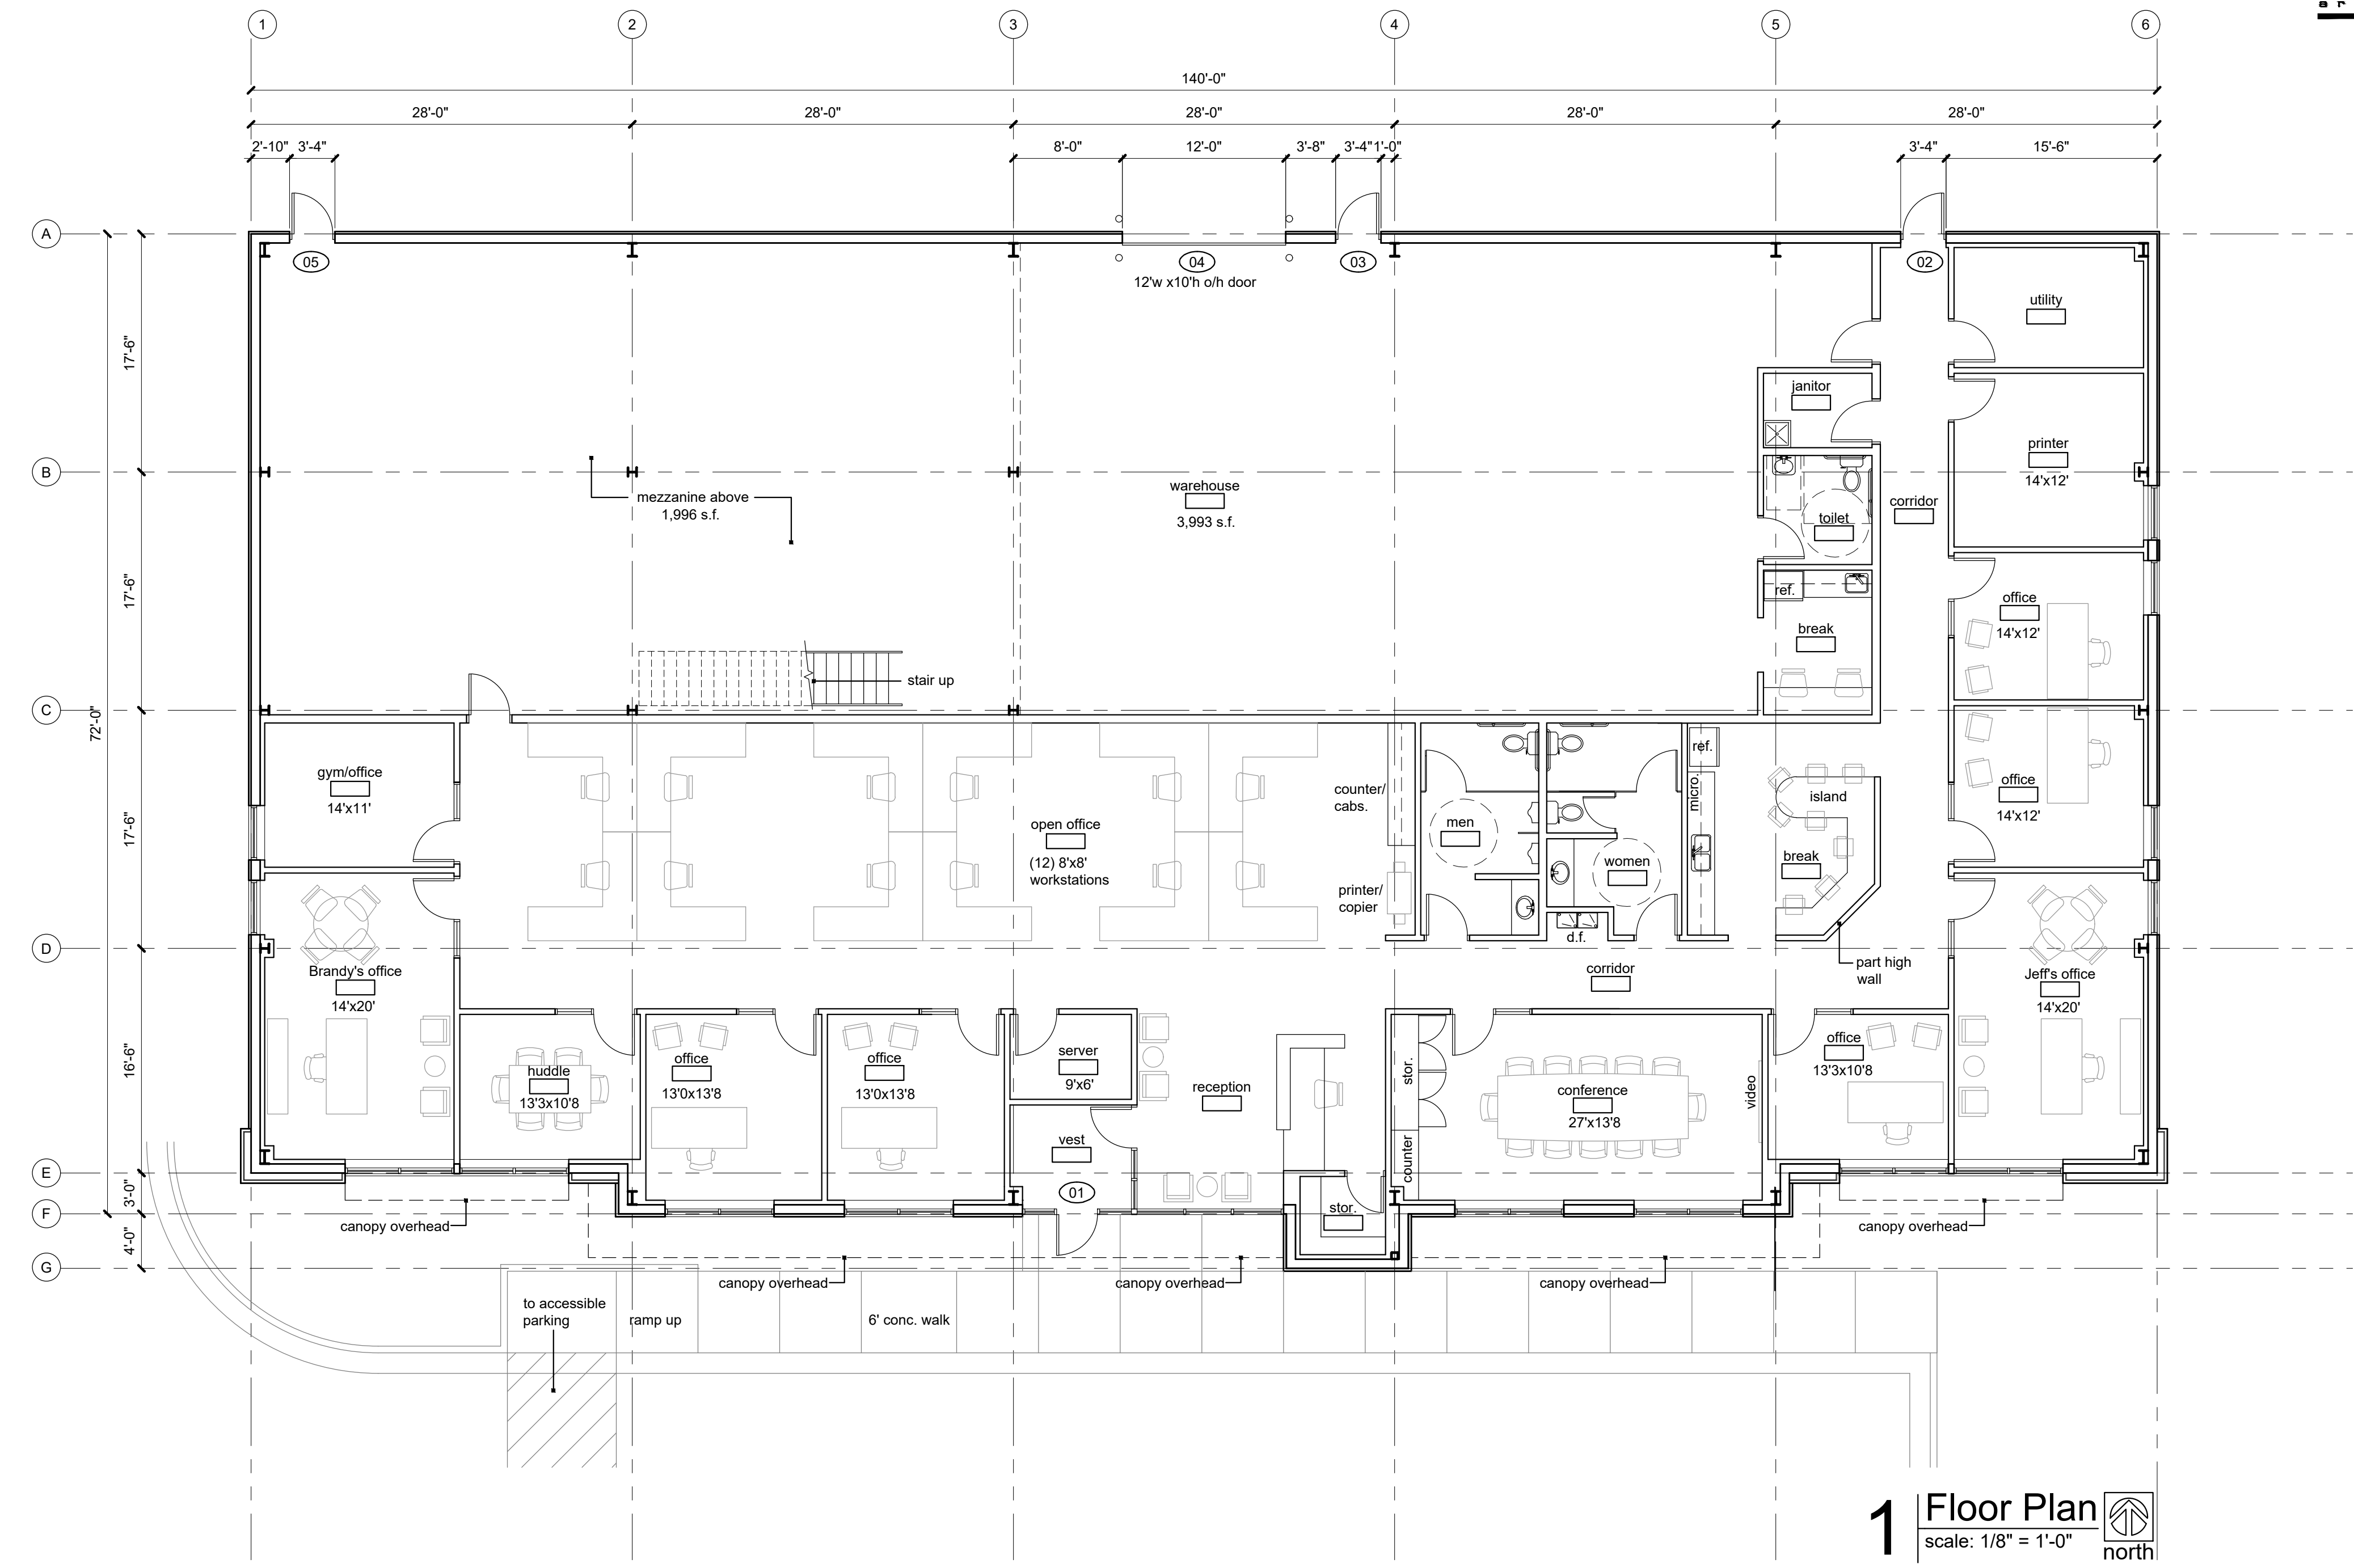 a r
1
2
3
4
5
6
140'-0"
28'-0"
28'-0"
28'-0"
28'-0"
28'-0"
2'-10"
3'-4"
8'-0"
12'-0"
3'-8"
3'-4"
1'-0"
3'-4"
15'-6"
A
05
04
03
02
12'w x10'h o/h door
utility
17'-6"
janitor
printer
14'x12'
B
mezzanine above
1,996 s.f.
warehouse
3,993 s.f.
corridor
toilet
17'-6"
ref.
office
14'x12'
break
stair up
C
72'-0"
ref.
gym/office
14'x11'
counter/
cabs.
micro.
island
office
14'x12'
17'-6"
open office
(12) 8'x8'
workstations
men
women
break
printer/
copier
d.f.
D
part high
wall
corridor
Brandy's office
14'x20'
Jeff's office
14'x20'
16'-6"
huddle
13'3x10'8
office
13'0x13'8
office
13'0x13'8
server
9'x6'
reception
stor.
conference
27'x13'8
video
office
13'3x10'8
vest
counter
E
01
3'-0"
stor.
F
canopy overhead
canopy overhead
4'-0"
G
canopy overhead
canopy overhead
canopy overhead
to accessible
parking
ramp up
6' conc. walk
1
Floor Plan
scale: 1/8" = 1'-0"
north